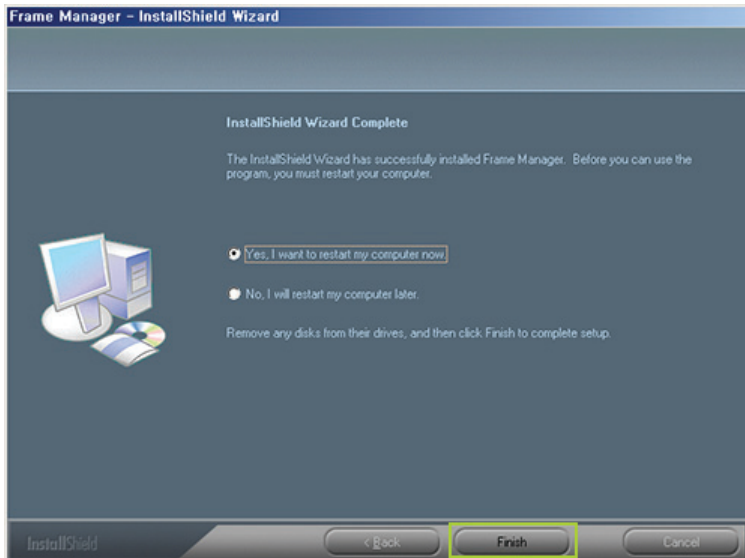 Frame Manager - InstallShield Wizard
InstallShield Wizard Complete
The InstallShield Wizard has successfully installed Frame Manager. Before you can use the
program, you must restart your computer.
Yes, I want to restart my computer now.
No, I will restart my computer later.
Remove any disks from their drives, and then click Finish to complete setup.
InstallShield
< Back
Finish
Cancel